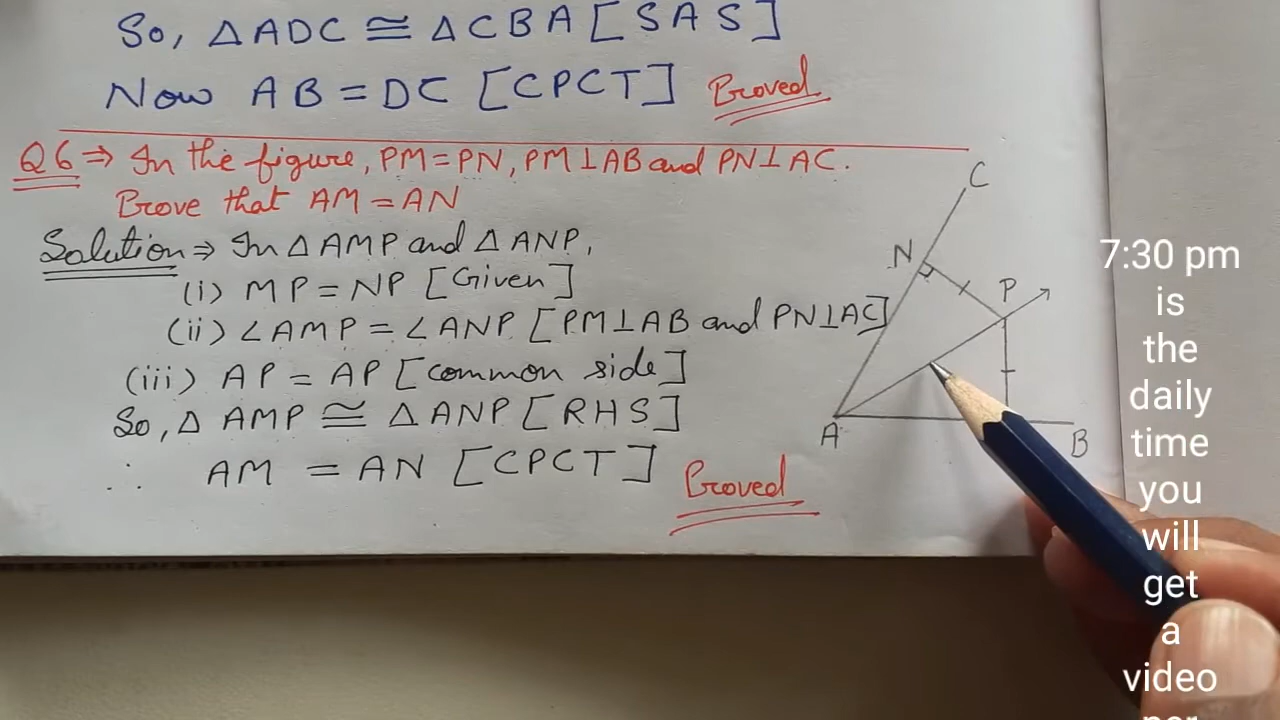 So, △ADC ≅ △CBA [SAS]
Now AB = DC [CPCT] Proved
Q6 ⇒ In the figure, PM = PN, PM ⊥ AB and PN ⊥ AC.
Prove that AM = AN
Solution ⇒ In △AMP and △ANP,
(i) MP = NP [Given]
(ii) ∠AMP = ∠ANP [PM⊥AB and PN⊥AC]
(iii) AP = AP [common side]
So, △ AMP ≅ △ANP [RHS]
∴ AM = AN [CPCT] Proved
C
N
P
A
B
7:30 pm
is
the
daily
time
you
will
get
a
video